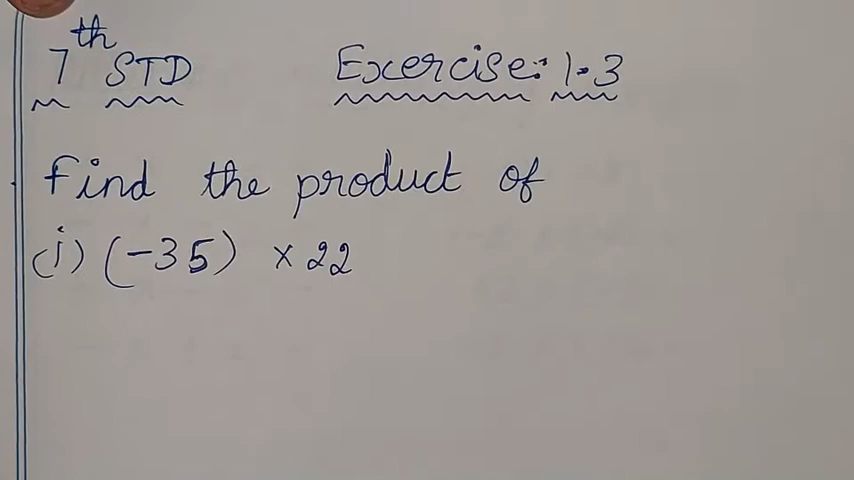 7th STD Exercise: 1.3
Find the product of
(i) (-35) × 22